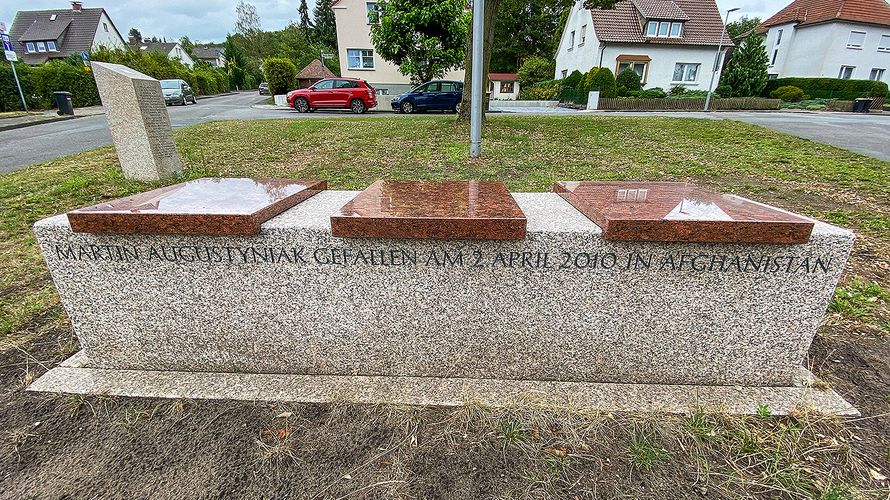 MARTIN AUGUSTYNIAK GEFALLEN AM 2 APRIL 2010 IN AFGHANISTAN